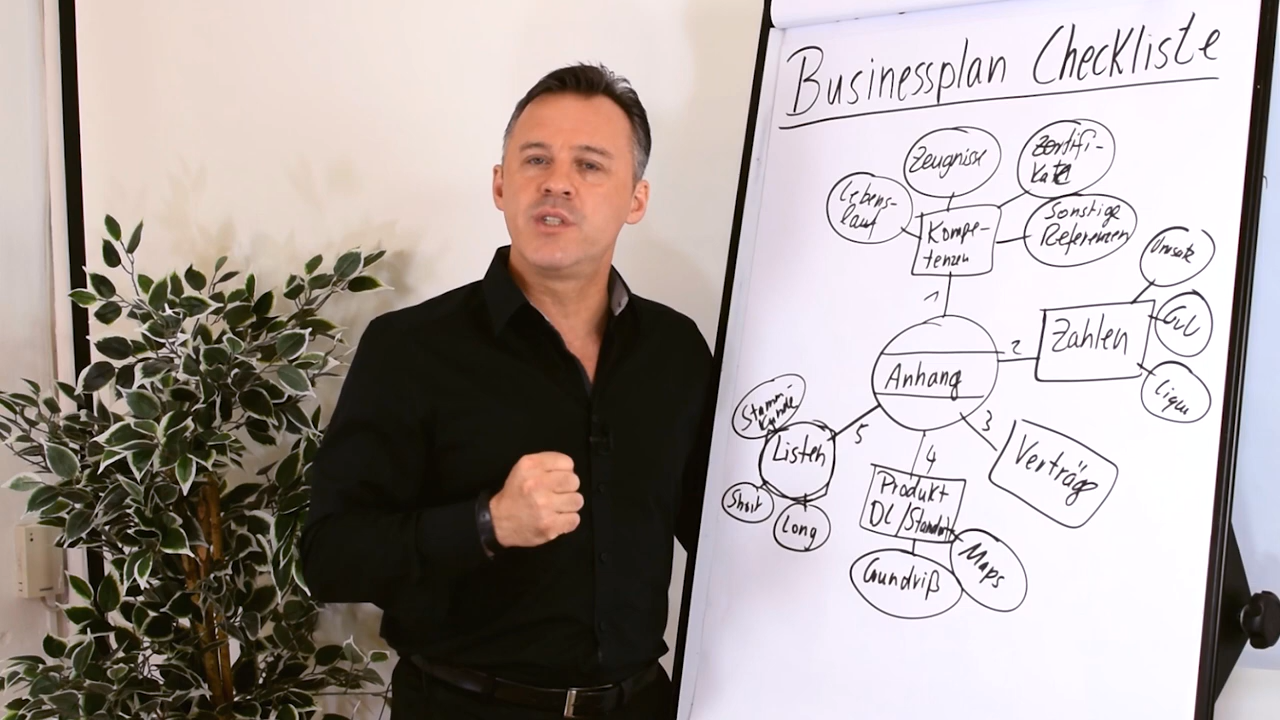 Businessplan Checkliste
Zeugnisse
Zertifi-
kate
Lebens-
lauf
Kompe-
tenzen
Sonstige
Referenzen
1
Umsatz
Zahlen
GuV
2
Liqui
Anhang
3
Verträge
Stamm
Kunde
5
Listen
4
Produkt
DL/Standort
Short
Long
Grundriß
Maps